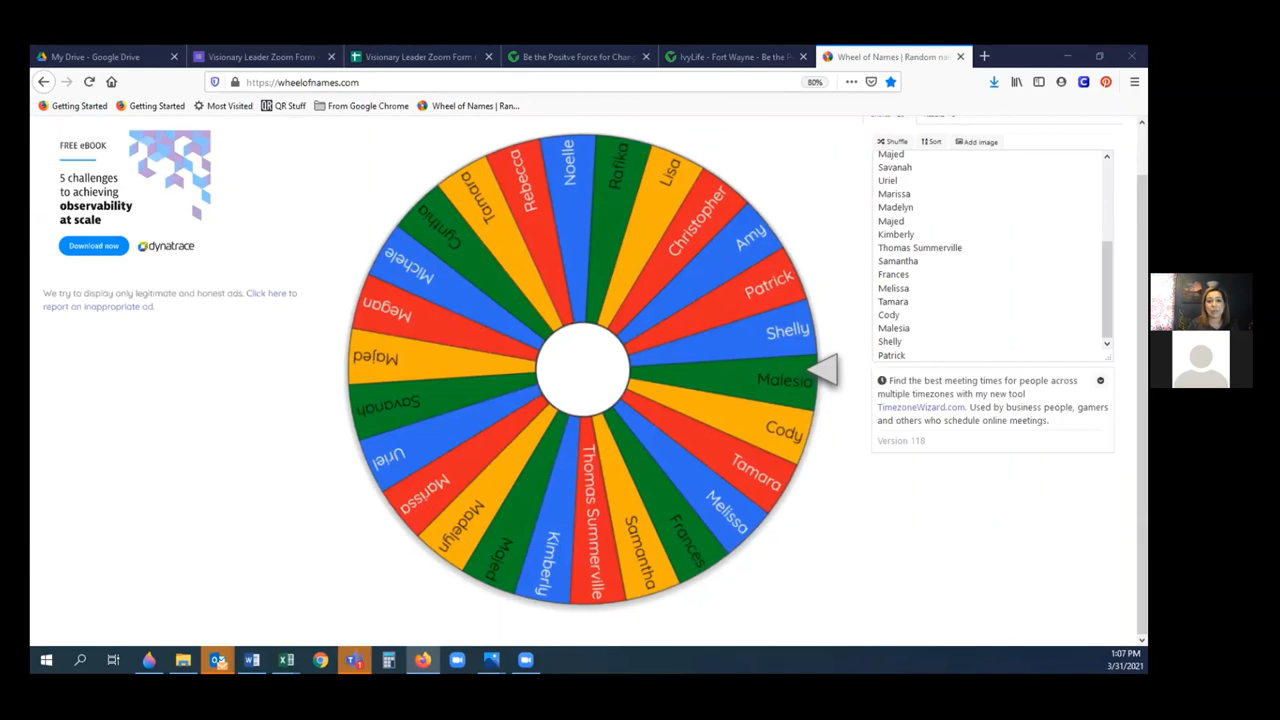 My Drive - Google Drive
Visionary Leader Zoom Form -
Visionary Leader Zoom Form (
Be the Positve Force for Chang
IvyLife - Fort Wayne - Be the P
Wheel of Names | Random na
https://wheelofnames.com
80%
Getting Started
Getting Started
Most Visited
QR Stuff
From Google Chrome
Wheel of Names | Ran...
FREE eBOOK
5 challenges
to achieving
observability
at scale
Download now
dynatrace
We try to display only legitimate and honest ads. Click here to
report on inappropriate ad.
Noelle
Rafika
Lisa
Christopher
Amy
Patrick
Shelly
Malesia
Cody
Tamara
Melissa
Frances
Samantha
Thomas Summerville
Kimberly
Majed
Madelyn
Marissa
Uriel
Savanah
Majed
Megan
Michele
Cynthia
Tamara
Rebecca
Shuffle
Sort
Add image
Majed
Savanah
Uriel
Marissa
Madelyn
Majed
Kimberly
Thomas Summerville
Samantha
Frances
Melissa
Tamara
Cody
Malesia
Shelly
Patrick
Find the best meeting times for people across
multiple timezones with my new tool
TimezoneWizard.com. Used by business people, gamers
and others who schedule online meetings.
Version 118
1:07 PM
3/31/2021